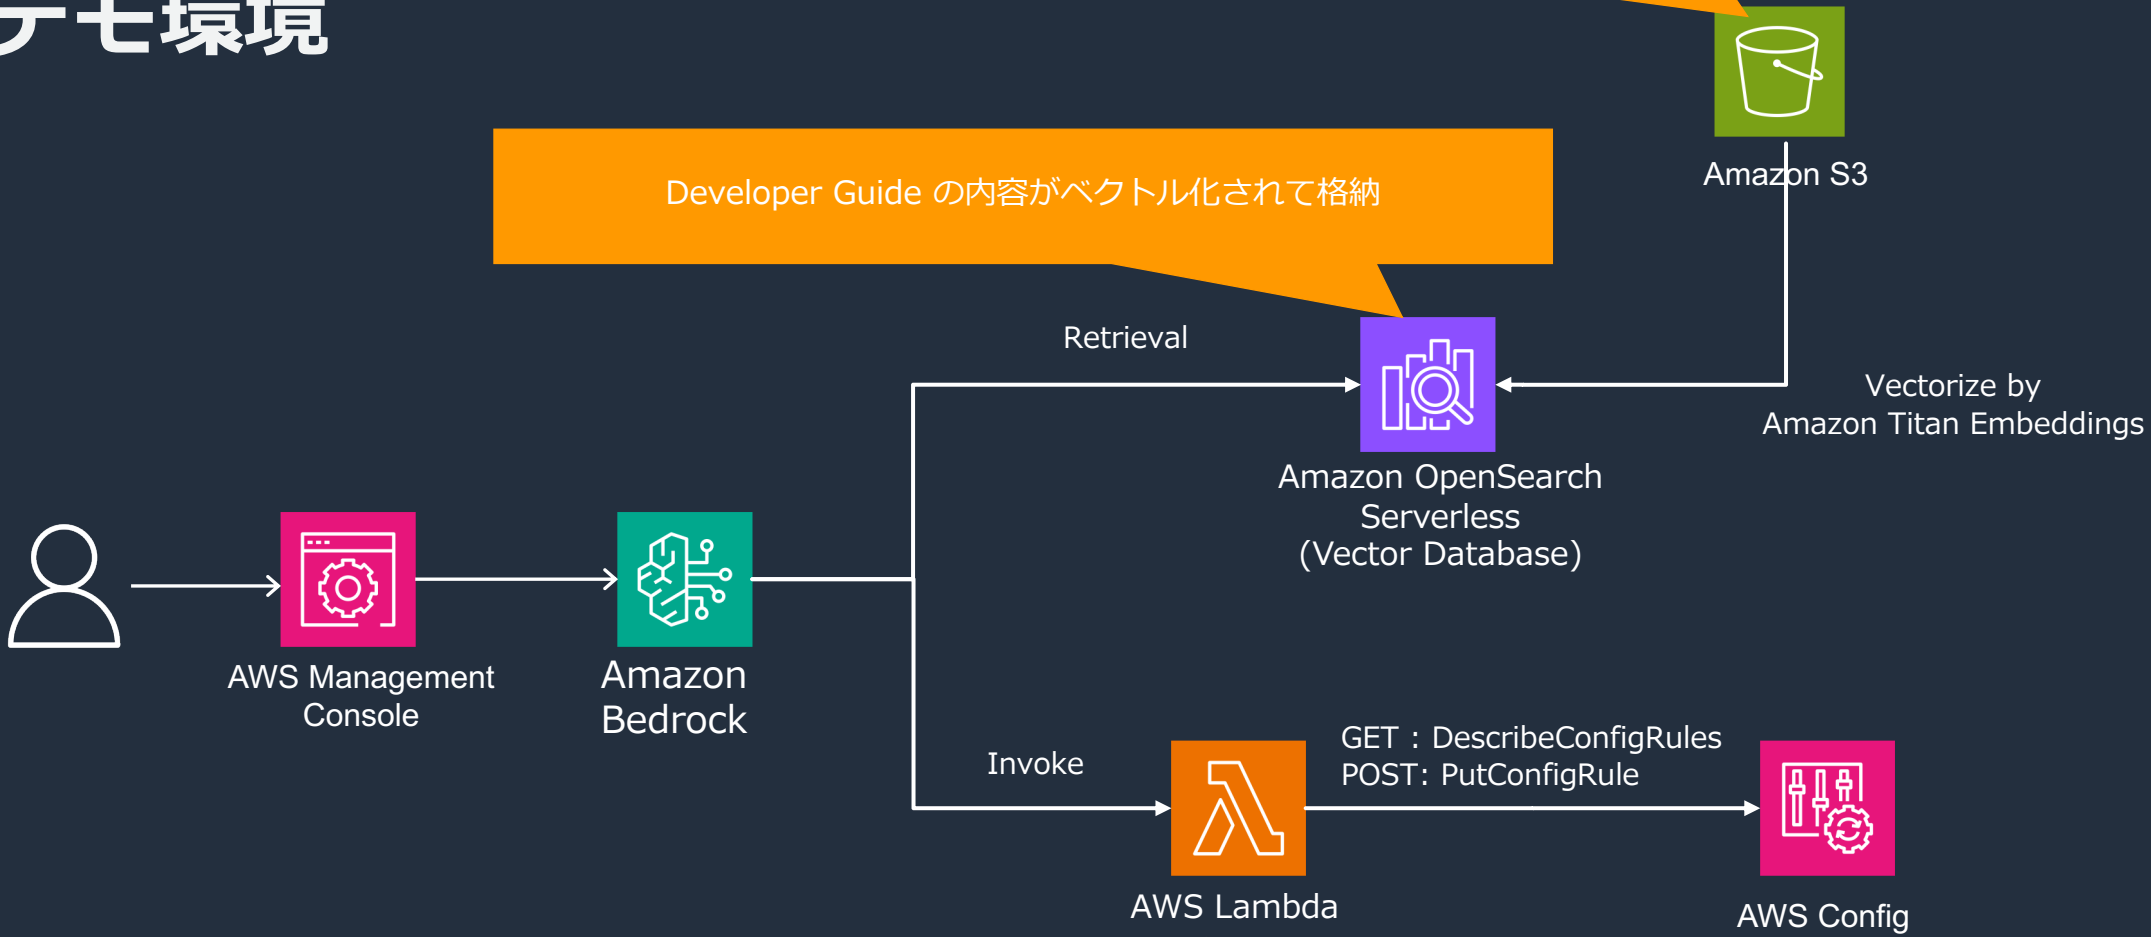 デモ環境
Amazon S3
Developer Guide の内容がベクトル化されて格納
Retrieval
Vectorize by
Amazon Titan Embeddings
Amazon OpenSearch
Serverless
(Vector Database)
AWS Management
Console
Amazon
Bedrock
Invoke
GET : DescribeConfigRules
POST: PutConfigRule
AWS Lambda
AWS Config